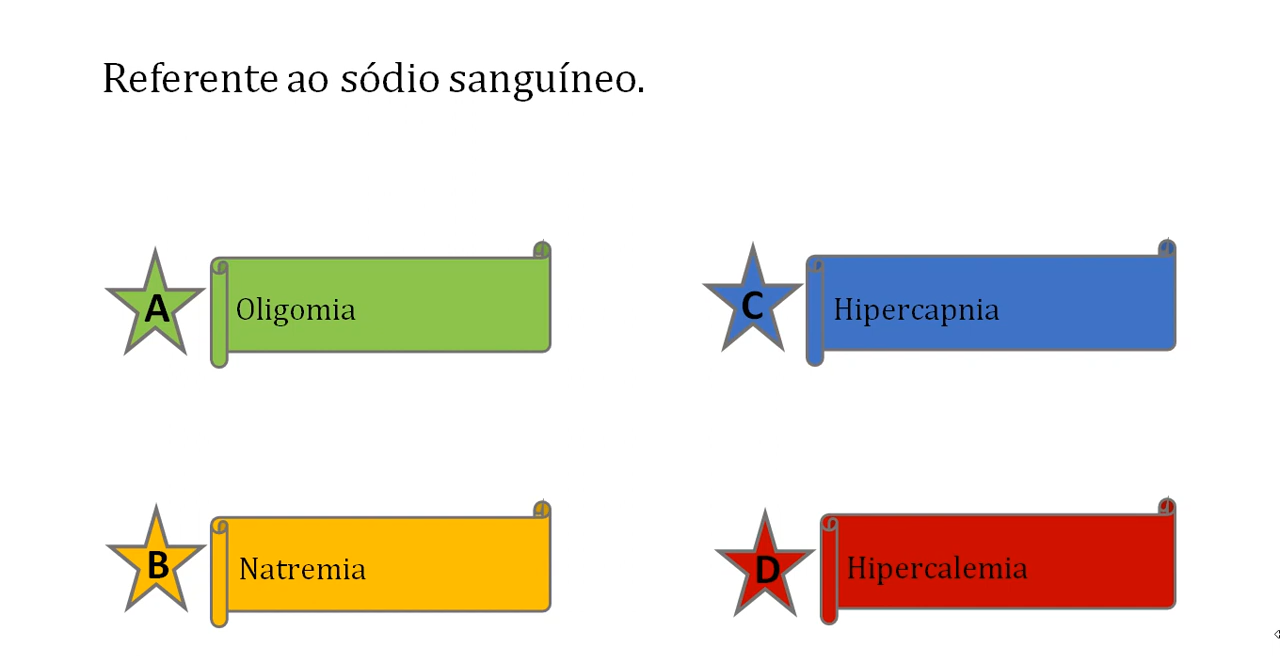 Referente ao sódio sanguíneo.
A
Oligomia
C
Hipercapnia
B
Natremia
D
Hipercalemia